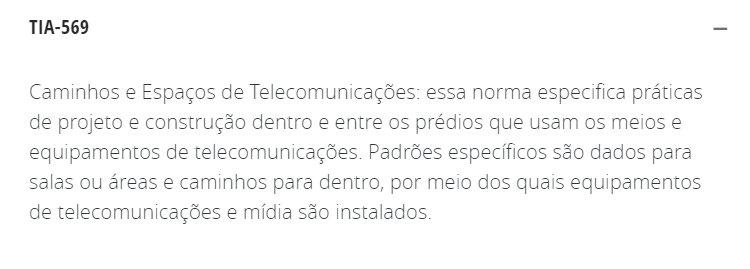 TIA-569
Caminhos e Espaços de Telecomunicações: essa norma especifica práticas
de projeto e construção dentro e entre os prédios que usam os meios e
equipamentos de telecomunicações. Padrões específicos são dados para
salas ou áreas e caminhos para dentro, por meio dos quais equipamentos
de telecomunicações e mídia são instalados.